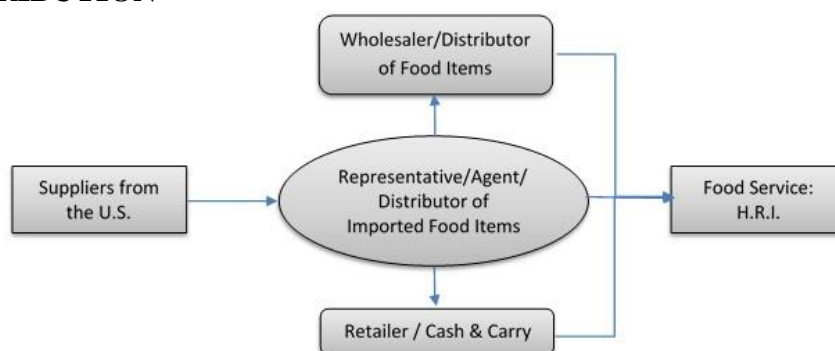 Wholesaler/Distributor
of Food Items
Suppliers from
the U.S.
Representative/Agent/
Distributor of
Imported Food Items
Food Service:
H.R.I.
Retailer / Cash & Carry